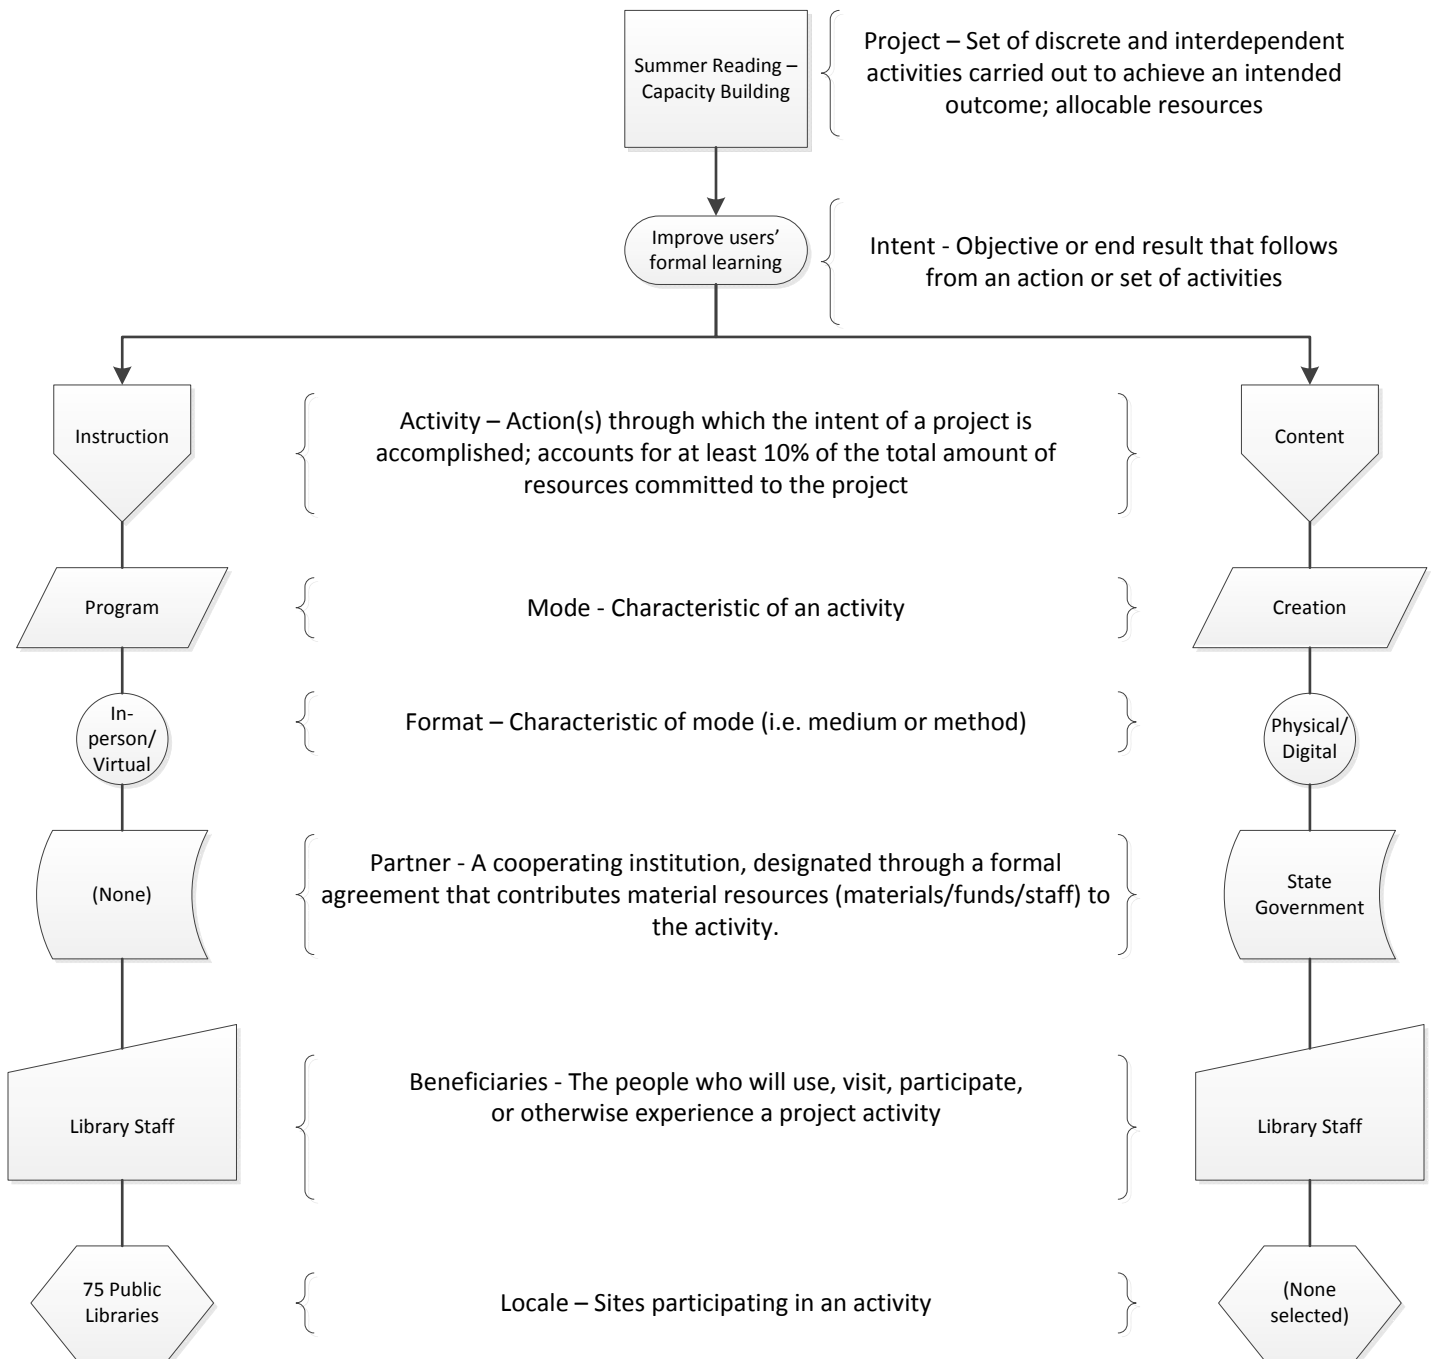 Summer Reading –
Capacity Building
Project – Set of discrete and interdependent
activities carried out to achieve an intended
outcome; allocable resources
Improve users’
formal learning
Intent - Objective or end result that follows
from an action or set of activities
Instruction
Activity – Action(s) through which the intent of a project is
accomplished; accounts for at least 10% of the total amount of
resources committed to the project
Content
Program
Mode - Characteristic of an activity
Creation
In-
person/
Virtual
Format – Characteristic of mode (i.e. medium or method)
Physical/
Digital
(None)
Partner - A cooperating institution, designated through a formal
agreement that contributes material resources (materials/funds/staff) to
the activity.
State
Government
Library Staff
Beneficiaries - The people who will use, visit, participate,
or otherwise experience a project activity
Library Staff
75 Public
Libraries
Locale – Sites participating in an activity
(None
selected)